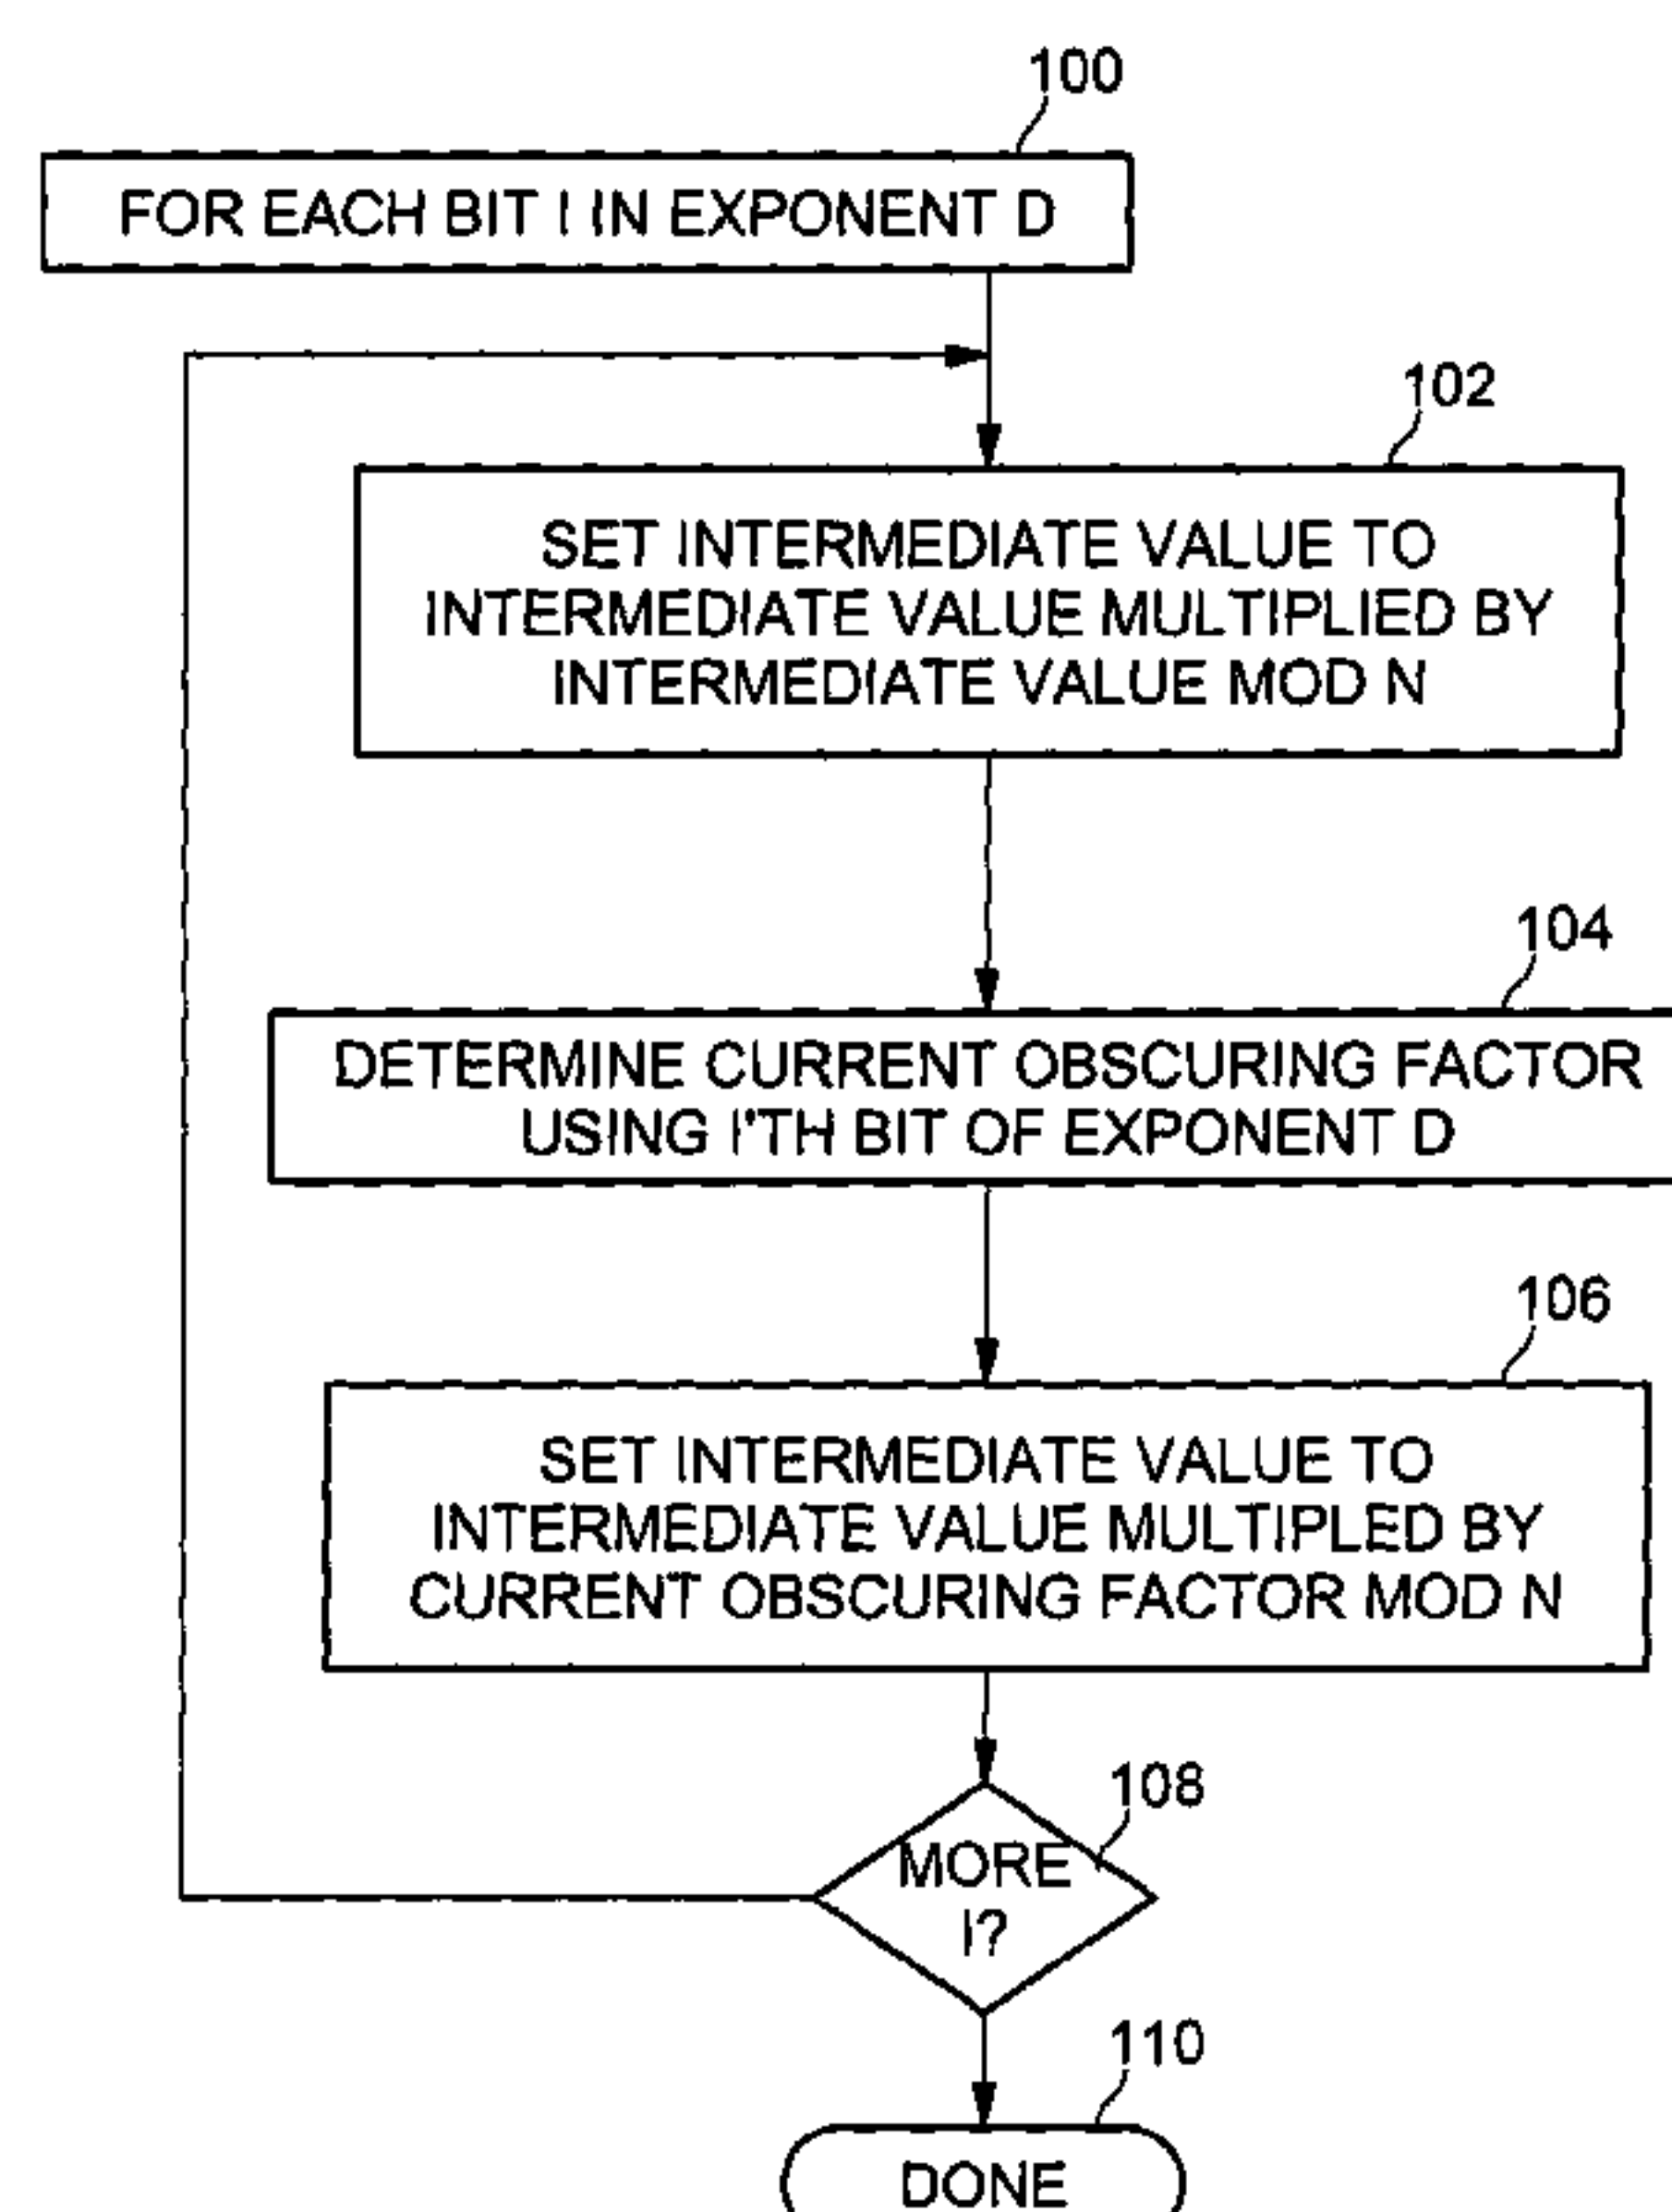 100
FOR EACH BIT I IN EXPONENT D
102
SET INTERMEDIATE VALUE TO
INTERMEDIATE VALUE MULTIPLIED BY
INTERMEDIATE VALUE MOD N
104
DETERMINE CURRENT OBSCURING FACTOR
USING I'TH BIT OF EXPONENT D
106
SET INTERMEDIATE VALUE TO
INTERMEDIATE VALUE MULTIPLED BY
CURRENT OBSCURING FACTOR MOD N
108
MORE
I?
110
DONE